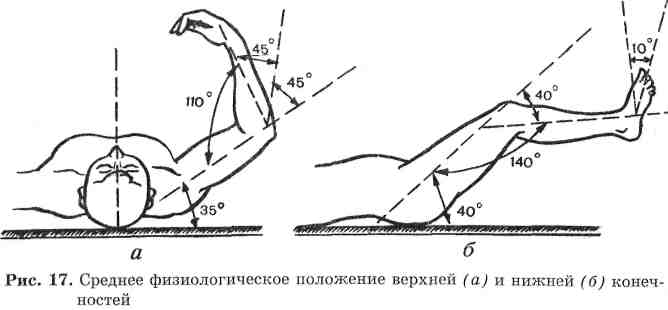 45°
45°
110°
35°
а
10°
40°
140°
40°
б
Рис. 17. Среднее физиологическое положение верхней (а) и нижней (б) конеч-
ностей